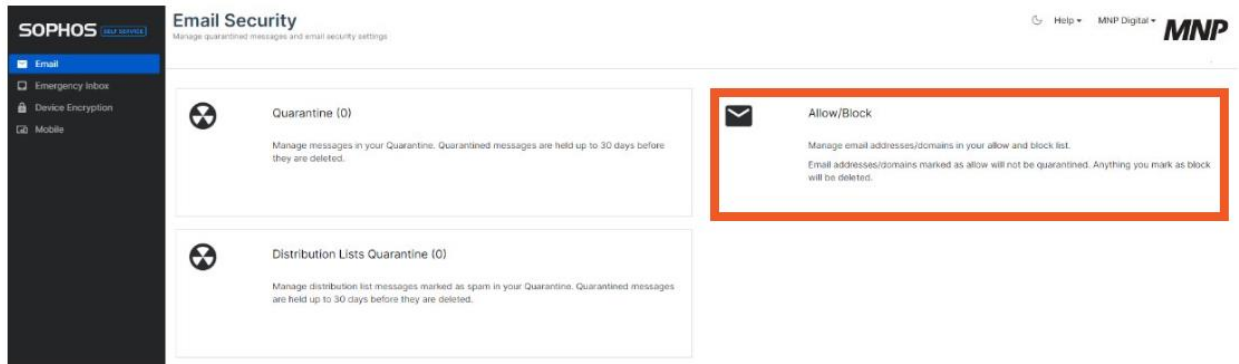 SOPHOS SELF SERVICE
Email
Emergency Inbox
Device Encryption
Mobile
Email Security
Manage quarantined messages and email security settings
Help
MNP Digital
MNP
Quarantine (0)
Manage messages in your Quarantine. Quarantined messages are held up to 30 days before
they are deleted.
Allow/Block
Manage email addresses/domains in your allow and block list.
Email addresses/domains marked as allow will not be quarantined. Anything you mark as block
will be deleted.
Distribution Lists Quarantine (0)
Manage distribution list messages marked as spam in your Quarantine. Quarantined messages
are held up to 30 days before they are deleted.